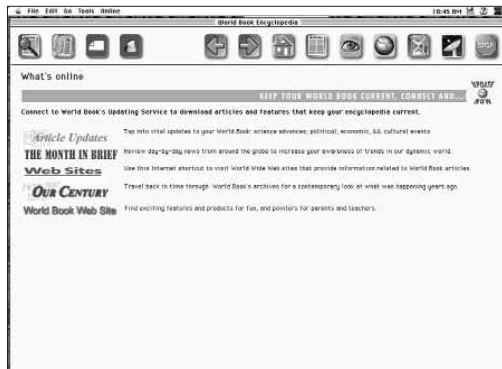 File Edit Go Tools Online 10:45 AM
World Book Encyclopedia
STOP
What's online
UPDATE NOW
KEEP YOUR WORLD BOOK CURRENT, CONNECT AND...
Connect to World Book's Updating Service to download articles and features that keep your encyclopedia current.
Article Updates Tap into vital updates to your World Book: science advances; political, economic, && cultural events
THE MONTH IN BRIEF Review day-by-day news from around the globe to increase your awareness of trends in our dynamic world.
Web Sites Use this Internet shortcut to visit World Wide Web sites that provide information related to World Book articles.
OUR CENTURY Travel back in time through World Book's archives for a contemporary look at what was happening years ago.
World Book Web Site Find exciting features and products for fun, and pointers for parents and teachers.